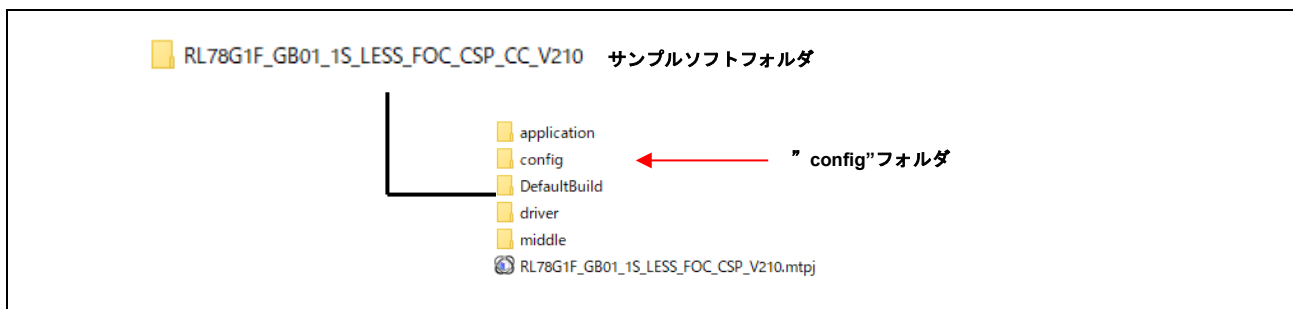 RL78G1F_GB01_1S_LESS_FOC_CSP_CC_V210 サンプルソフトフォルダ
application
config ” config”フォルダ
DefaultBuild
driver
middle
RL78G1F_GB01_1S_LESS_FOC_CSP_V210.mtpj